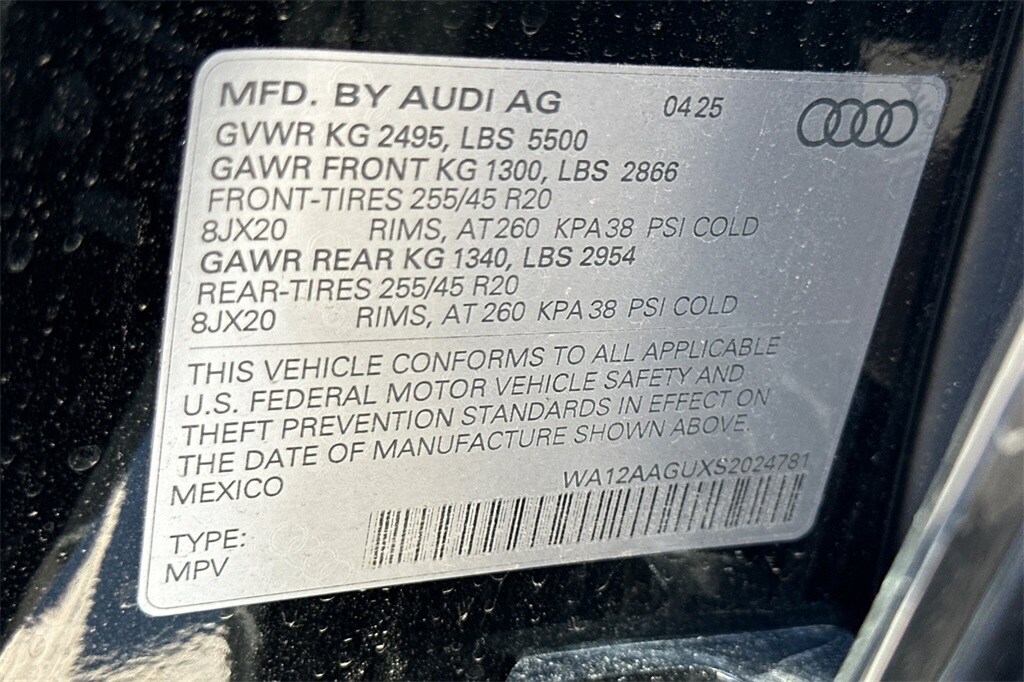 MFD. BY AUDI AG 04 25
GVWR KG 2495, LBS 5500
GAWR FRONT KG 1300, LBS 2866
FRONT-TIRES 255/45 R20
8JX20 RIMS, AT 260 KPA 38 PSI COLD
GAWR REAR KG 1340, LBS 2954
REAR-TIRES 255/45 R20
8JX20 RIMS, AT 260 KPA 38 PSI COLD
THIS VEHICLE CONFORMS TO ALL APPLICABLE
U.S. FEDERAL MOTOR VEHICLE SAFETY AND
THEFT PREVENTION STANDARDS IN EFFECT ON
THE DATE OF MANUFACTURE SHOWN ABOVE.
MEXICO WA12AAGUXS2024781
TYPE:
MPV